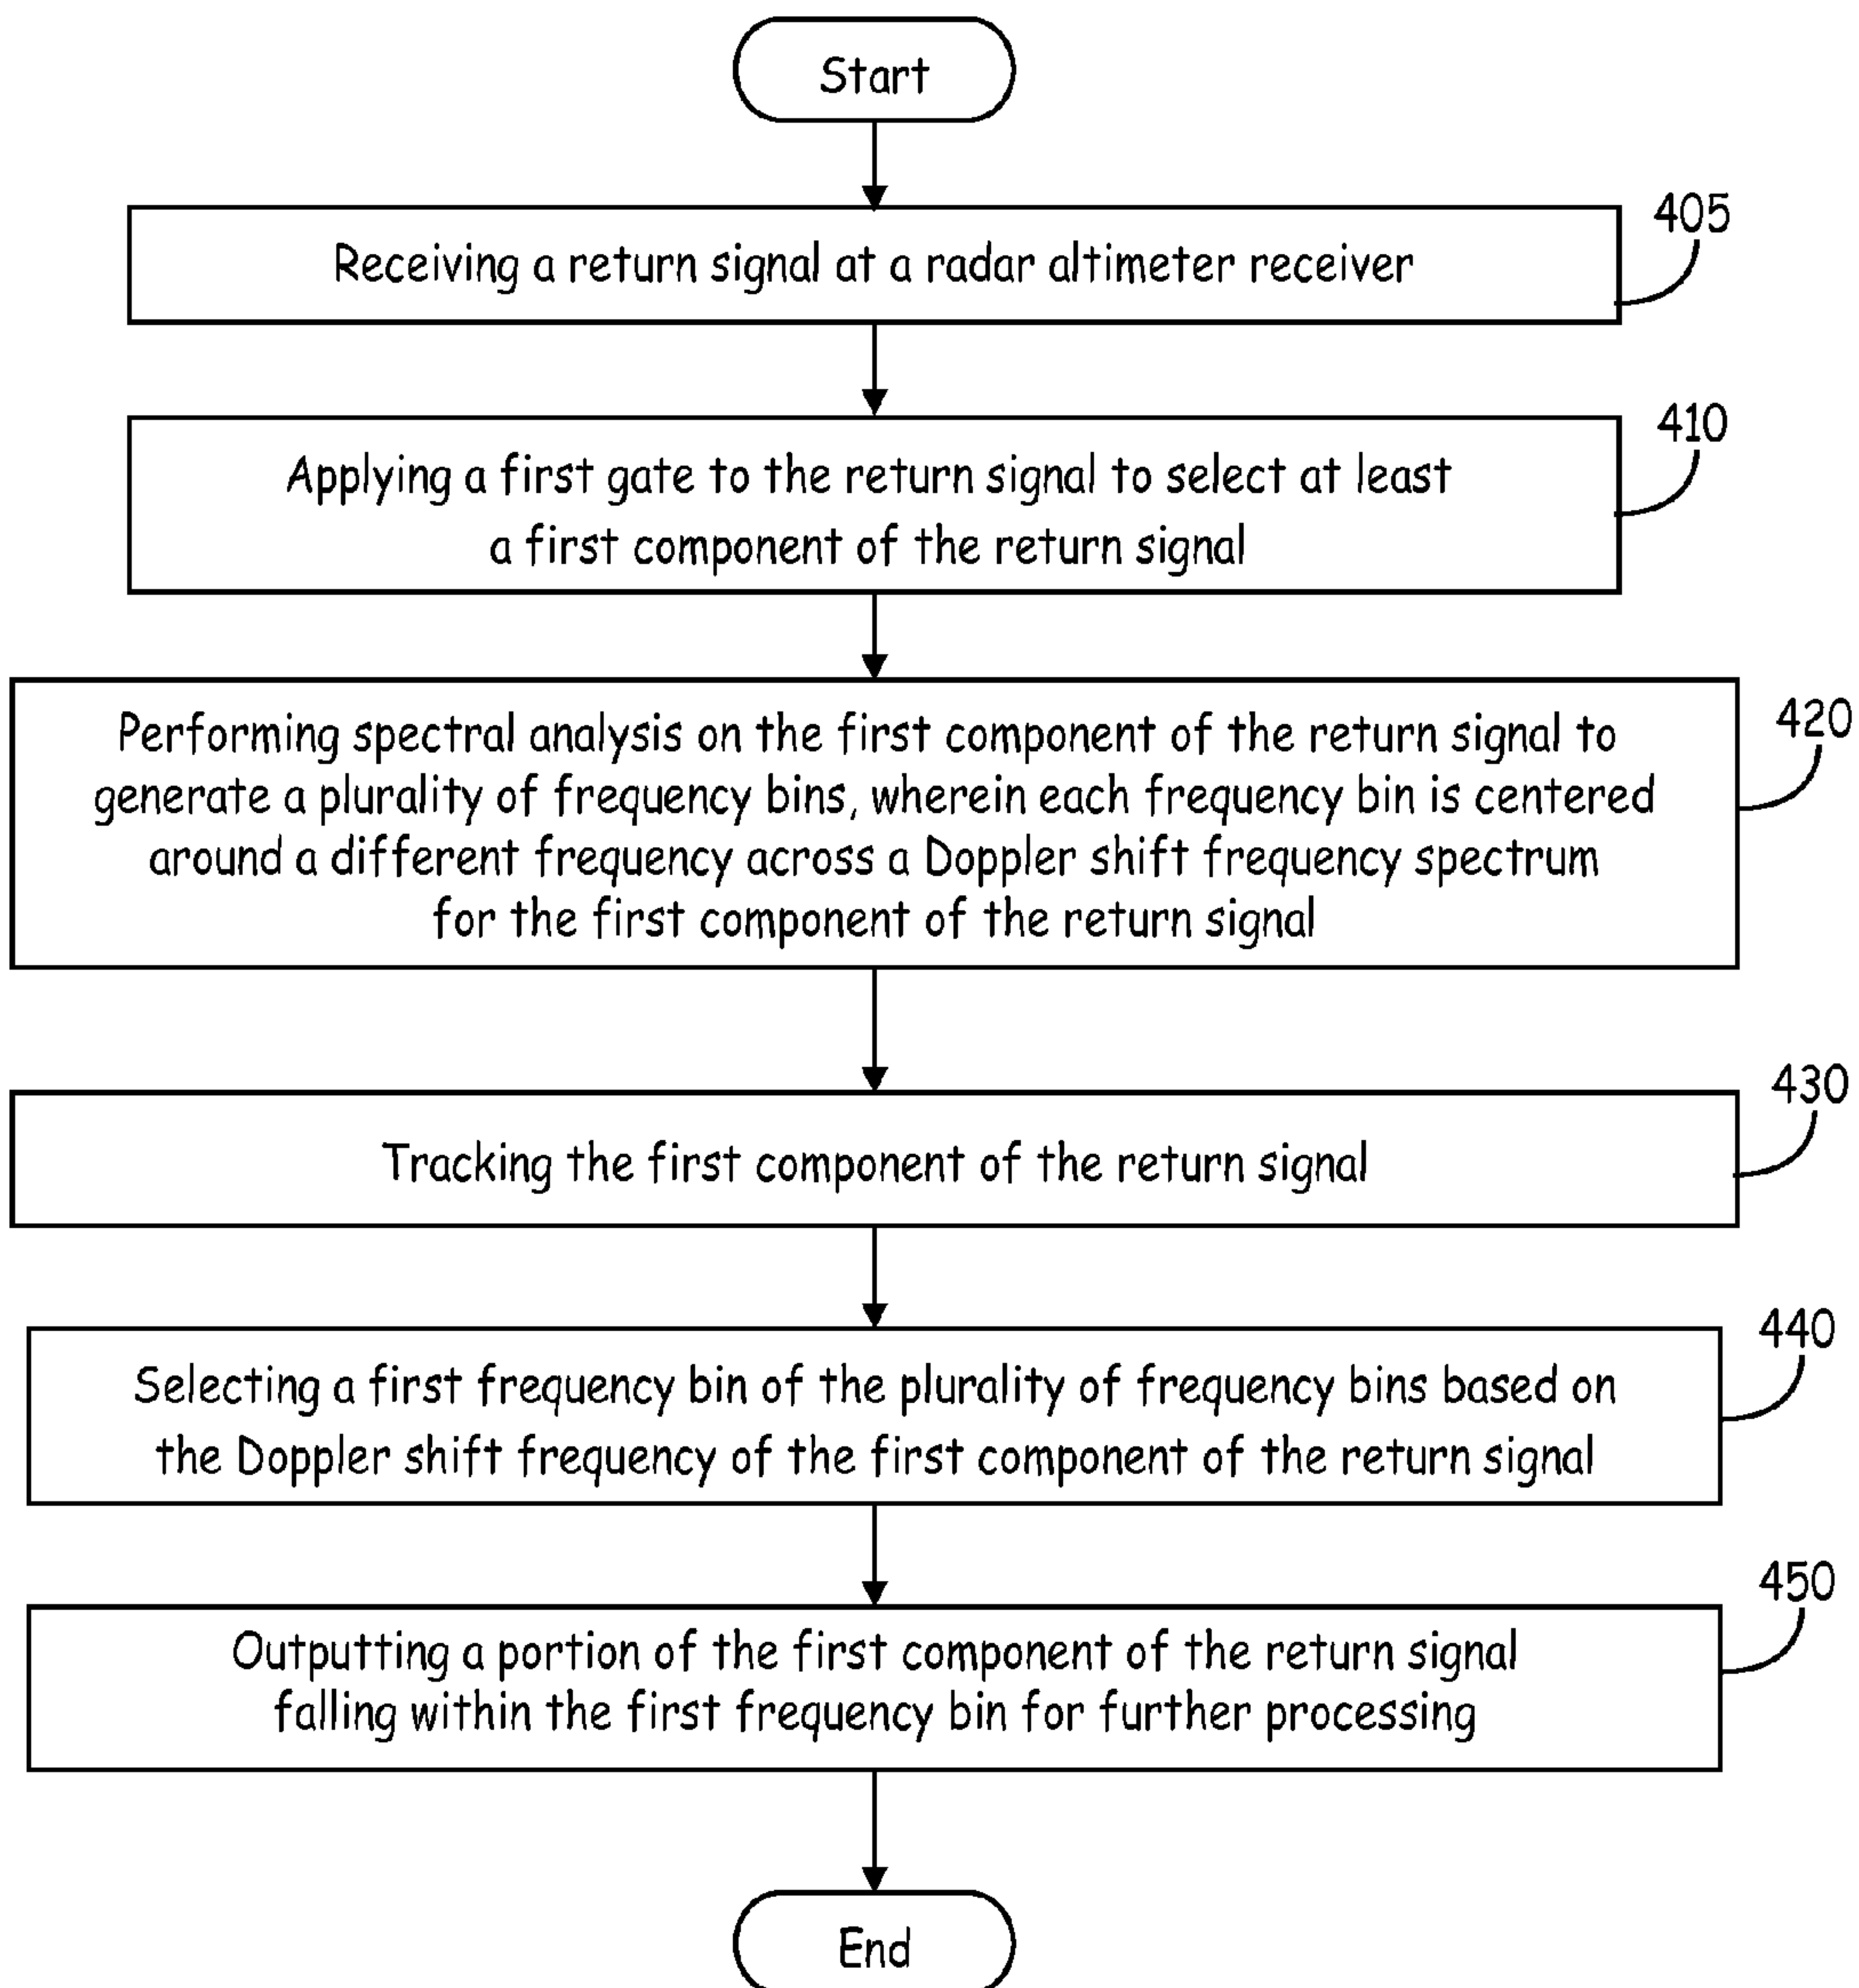 Start
405
Receiving a return signal at a radar altimeter receiver
410
Applying a first gate to the return signal to select at least
a first component of the return signal
420
Performing spectral analysis on the first component of the return signal to
generate a plurality of frequency bins, wherein each frequency bin is centered
around a different frequency across a Doppler shift frequency spectrum
for the first component of the return signal
430
Tracking the first component of the return signal
440
Selecting a first frequency bin of the plurality of frequency bins based on
the Doppler shift frequency of the first component of the return signal
450
Outputting a portion of the first component of the return signal
falling within the first frequency bin for further processing
End